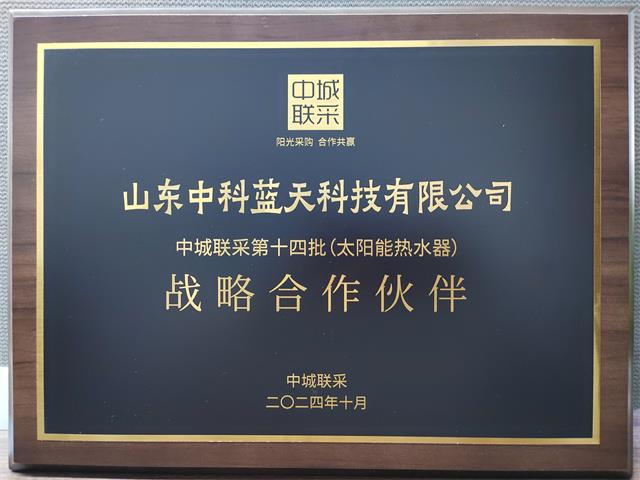 中城
联采
阳光采购 合作共赢
山东中科蓝天科技有限公司
中城联采第十四批(太阳能热水器)
战略合作伙伴
中城联采
二〇二四年十月